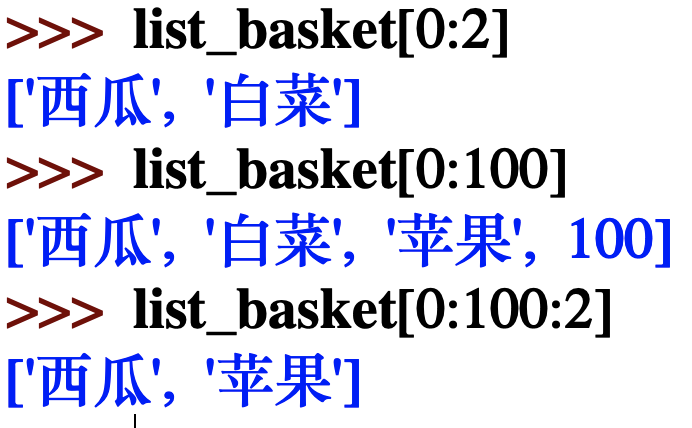 >>> list_basket[0:2]
['西瓜', '白菜']
>>> list_basket[0:100]
['西瓜', '白菜', '苹果', 100]
>>> list_basket[0:100:2]
['西瓜', '苹果']